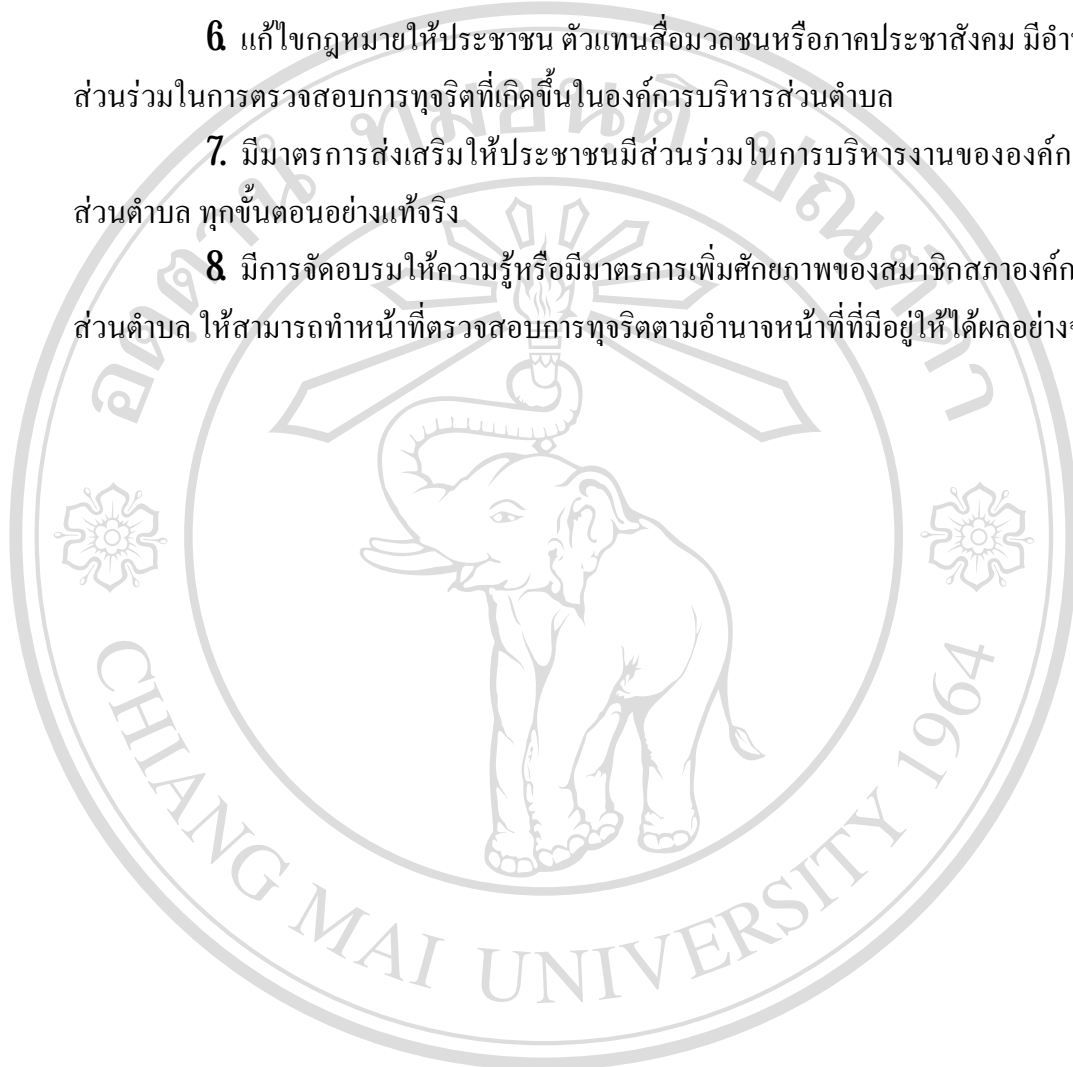 6. แก้ไขกฎหมายให้ประชาชน ตัวแทนสื่อมวลชนหรือภาคประชาสังคม
ส่วนร่วมในการตรวจสอบการทุจริตที่เกิดขึ้นในองค์การบริหารส่วนตำบล
7. มีมาตรการส่งเสริมให้ประชาชนมีส่วนร่วมในการบริหารงานของ
ส่วนตำบล ทุกขั้นตอนอย่างแท้จริง
8. มีการจัดอบรมให้ความรู้หรือมีมาตรการเพิ่มศักยภาพของสมาชิกสภา
ส่วนตำบล ให้สามารถทำหน้าที่ตรวจสอบการทุจริตตามอำนาจหน้าที่ที่มีอยู่ให้ได้ผล
อตฺตานํ ทมยนฺติ ปณฺฑิตา
CHIANG MAI UNIVERSITY 1964